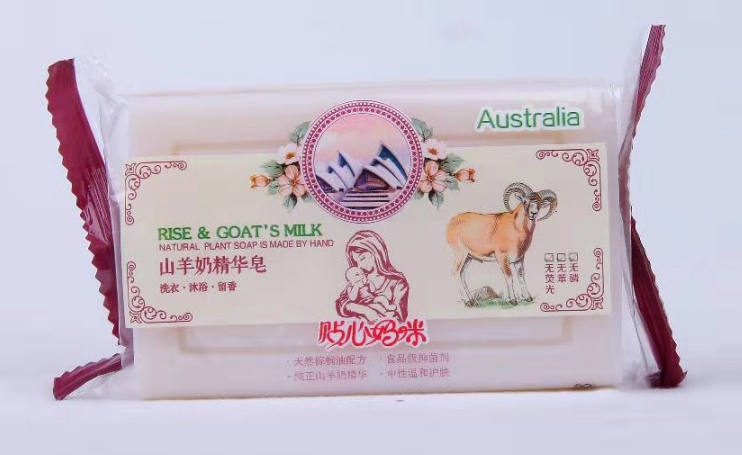 Australia
RISE & GOAT'S MILK
NATURAL PLANT SOAP IS MADE BY HAND
山羊奶精华皂
洗衣·沐浴·留香
无荧光
无苯
无磷
贴心妈咪
·天然棕榈油配方 ·食品级抑菌剂
·纯正山羊奶精华 ·中性温和护肤